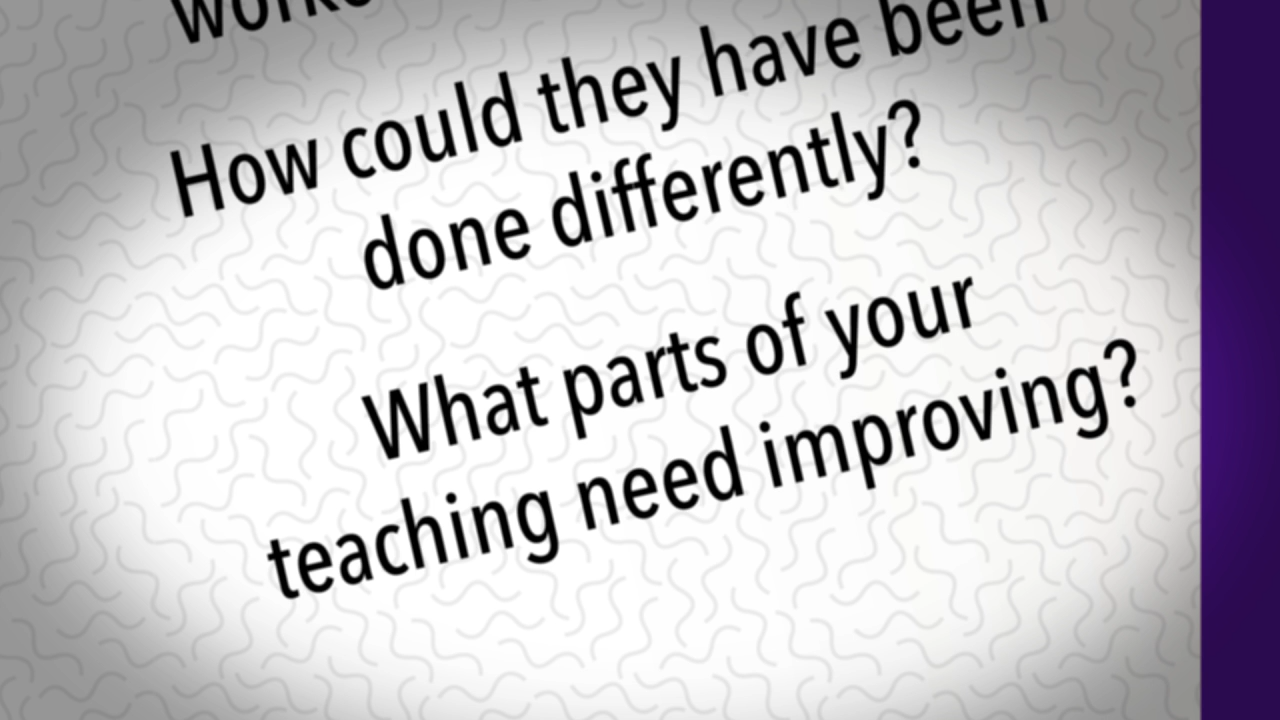 How could they have been
done differently?
What parts of your
teaching need improving?